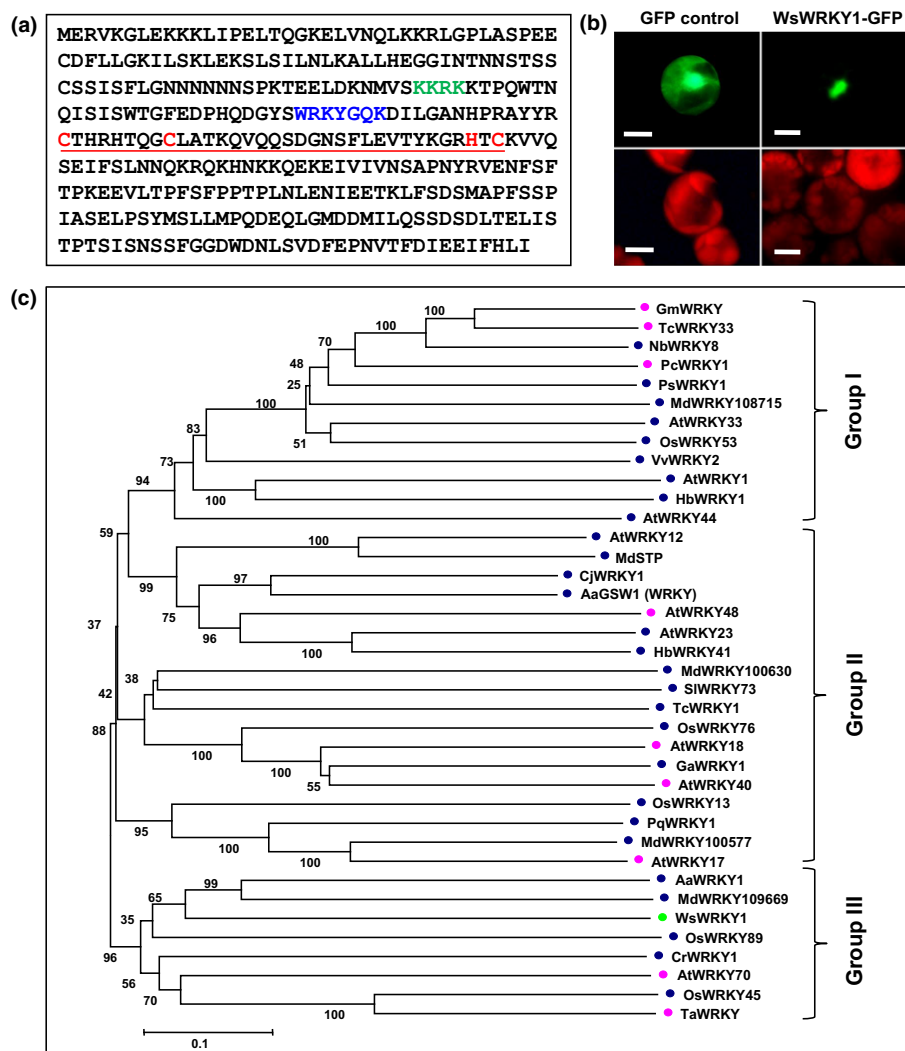 (a)
MERVKGLEKKKLIPELTQGKELVNQLKKRLGPLASPEE
CDFLLGKILSKLEKSLSILNLKALLHEGGINTNNSTSS
CSSISFLGNNNNNNSPKTEELDKNMVSKKRKKTPQWTN
QISISWTGFEDPHQDGYSWRKYGQKDILGANHPRAYYR
CTHRHTQGCLATKQVQQSDGNSFLEVTYKGRHTCKVVQ
SEIFSLNNQKRQKHNKKQEKEIVIVNSAPNYRVENFSF
TPKEEVLTPFSFPPTPLNLENIEETKLFSDSMAPFSSP
IASELPSYMSLLMPQDEQLGMDDMILQSSDSDLTELIS
TPTSISNSSFGGDWDNLSVDFEPNVTFDIEEIFHLI
(b)
GFP control
WsWRKY1-GFP
(c)
GmWRKY
TcWRKY33
NbWRKY8
PcWRKY1
PsWRKY1
MdWRKY108715
AtWRKY33
OsWRKY53
VvWRKY2
AtWRKY1
HbWRKY1
AtWRKY44
AtWRKY12
MdSTP
CjWRKY1
AaGSW1 (WRKY)
AtWRKY48
AtWRKY23
HbWRKY41
MdWRKY100630
SlWRKY73
TcWRKY1
OsWRKY76
AtWRKY18
GaWRKY1
AtWRKY40
OsWRKY13
PqWRKY1
MdWRKY100577
AtWRKY17
AaWRKY1
MdWRKY109669
WsWRKY1
OsWRKY89
CrWRKY1
AtWRKY70
OsWRKY45
TaWRKY
Group I
Group II
Group III
100
100
70
48
25
100
51
83
73
100
94
59
100
99
97
75
96
100
37
38
42
88
100
100
55
95
100
100
99
65
35
96
56
70
100
0.1